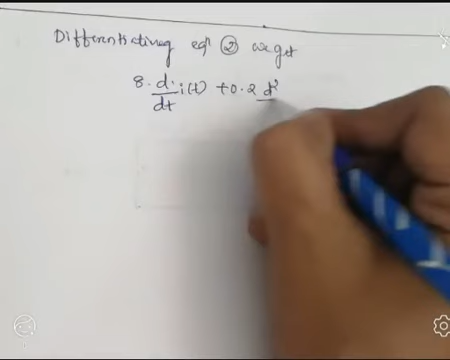 Differentiating eqn ② we get
8. d/dt i(t) + 0.2 d²